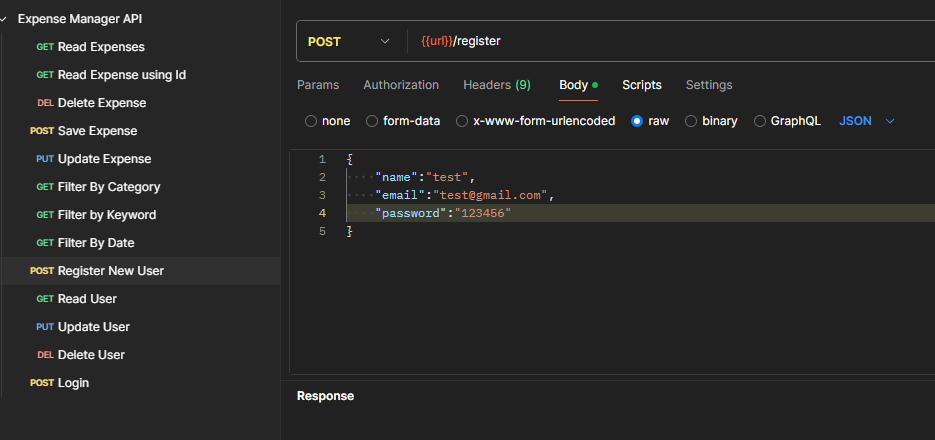 Expense Manager API
GET Read Expenses
GET Read Expense using Id
DEL Delete Expense
POST Save Expense
PUT Update Expense
GET Filter By Category
GET Filter by Keyword
GET Filter By Date
POST Register New User
GET Read User
PUT Update User
DEL Delete User
POST Login
POST {{url}}/register
Params Authorization Headers (9) Body Scripts Settings
none form-data x-www-form-urlencoded raw binary GraphQL JSON
1 {
2 "name":"test",
3 "email":"test@gmail.com",
4 "password":"123456"
5 }
Response